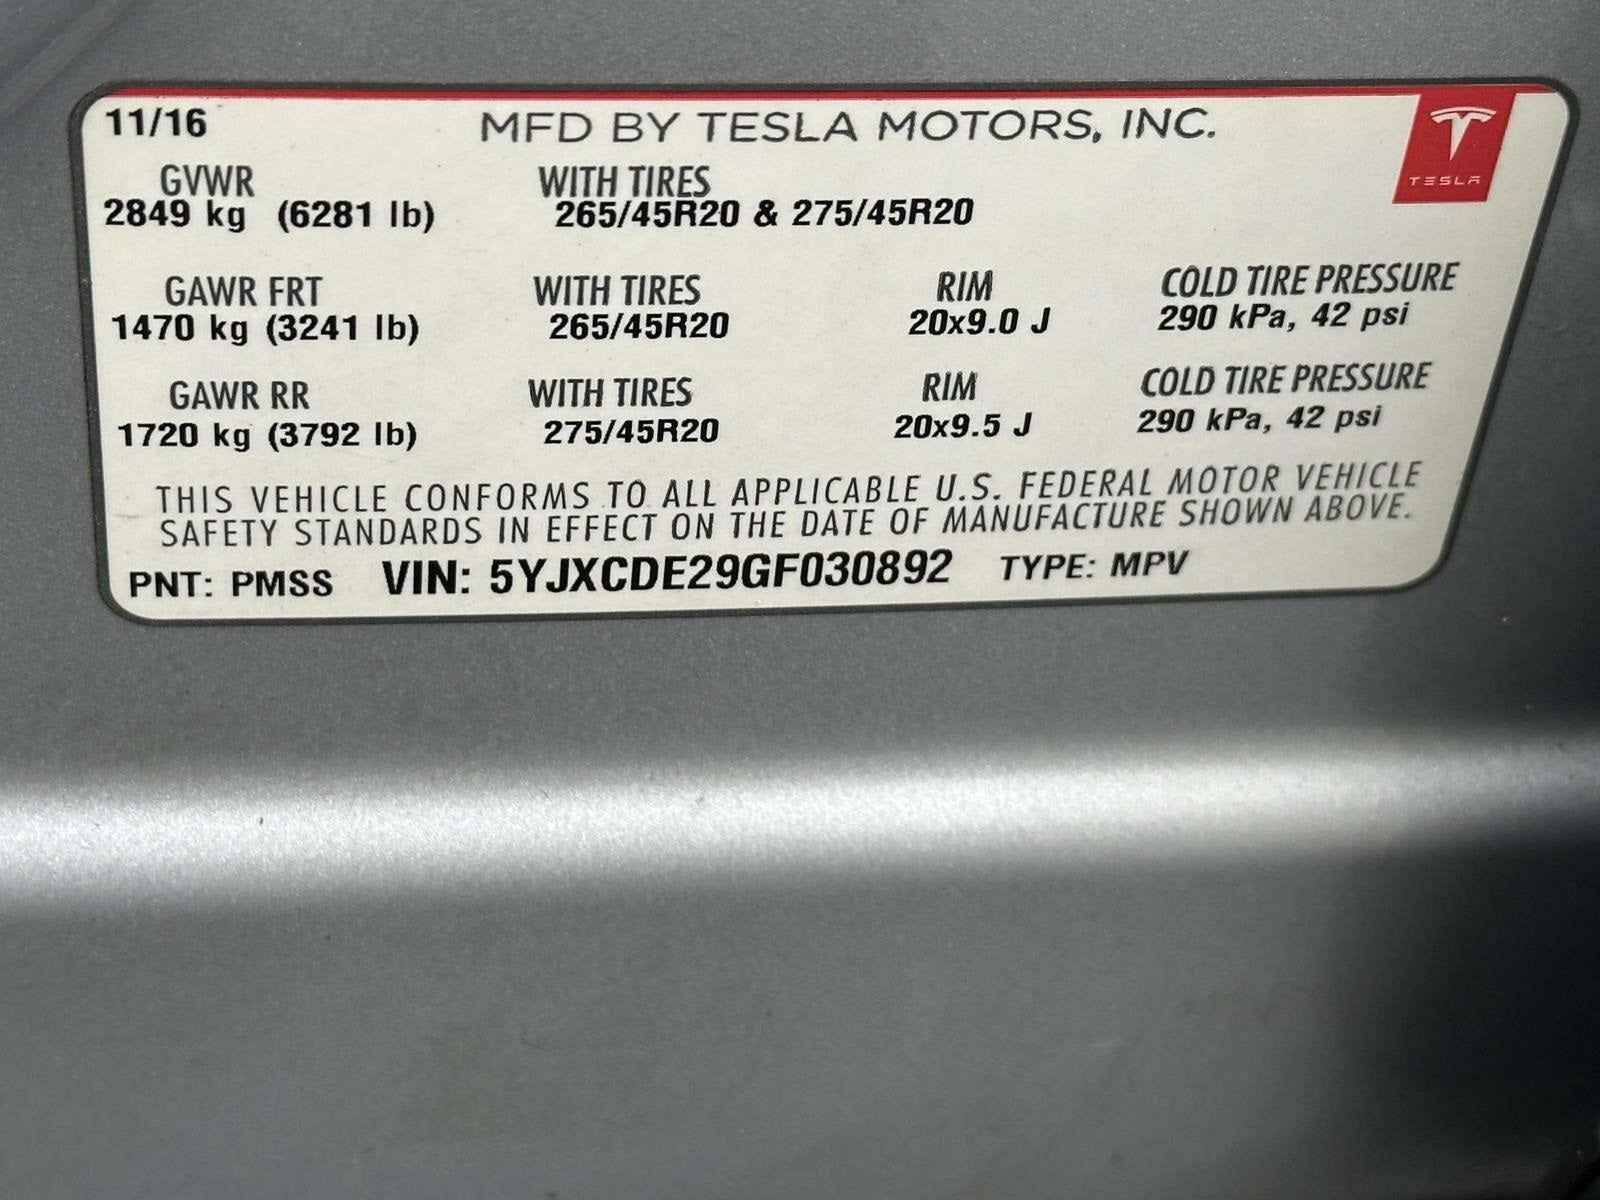 11/16 MFD BY TESLA MOTORS, INC.
TESLA
GVWR WITH TIRES
2849 kg (6281 lb) 265/45R20 & 275/45R20
GAWR FRT WITH TIRES RIM COLD TIRE PRESSURE
1470 kg (3241 lb) 265/45R20 20x9.0 J 290 kPa, 42 psi
GAWR RR WITH TIRES RIM COLD TIRE PRESSURE
1720 kg (3792 lb) 275/45R20 20x9.5 J 290 kPa, 42 psi
THIS VEHICLE CONFORMS TO ALL APPLICABLE U.S. FEDERAL MOTOR VEHICLE
SAFETY STANDARDS IN EFFECT ON THE DATE OF MANUFACTURE SHOWN ABOVE.
PNT: PMSS VIN: 5YJXCDE29GF030892 TYPE: MPV